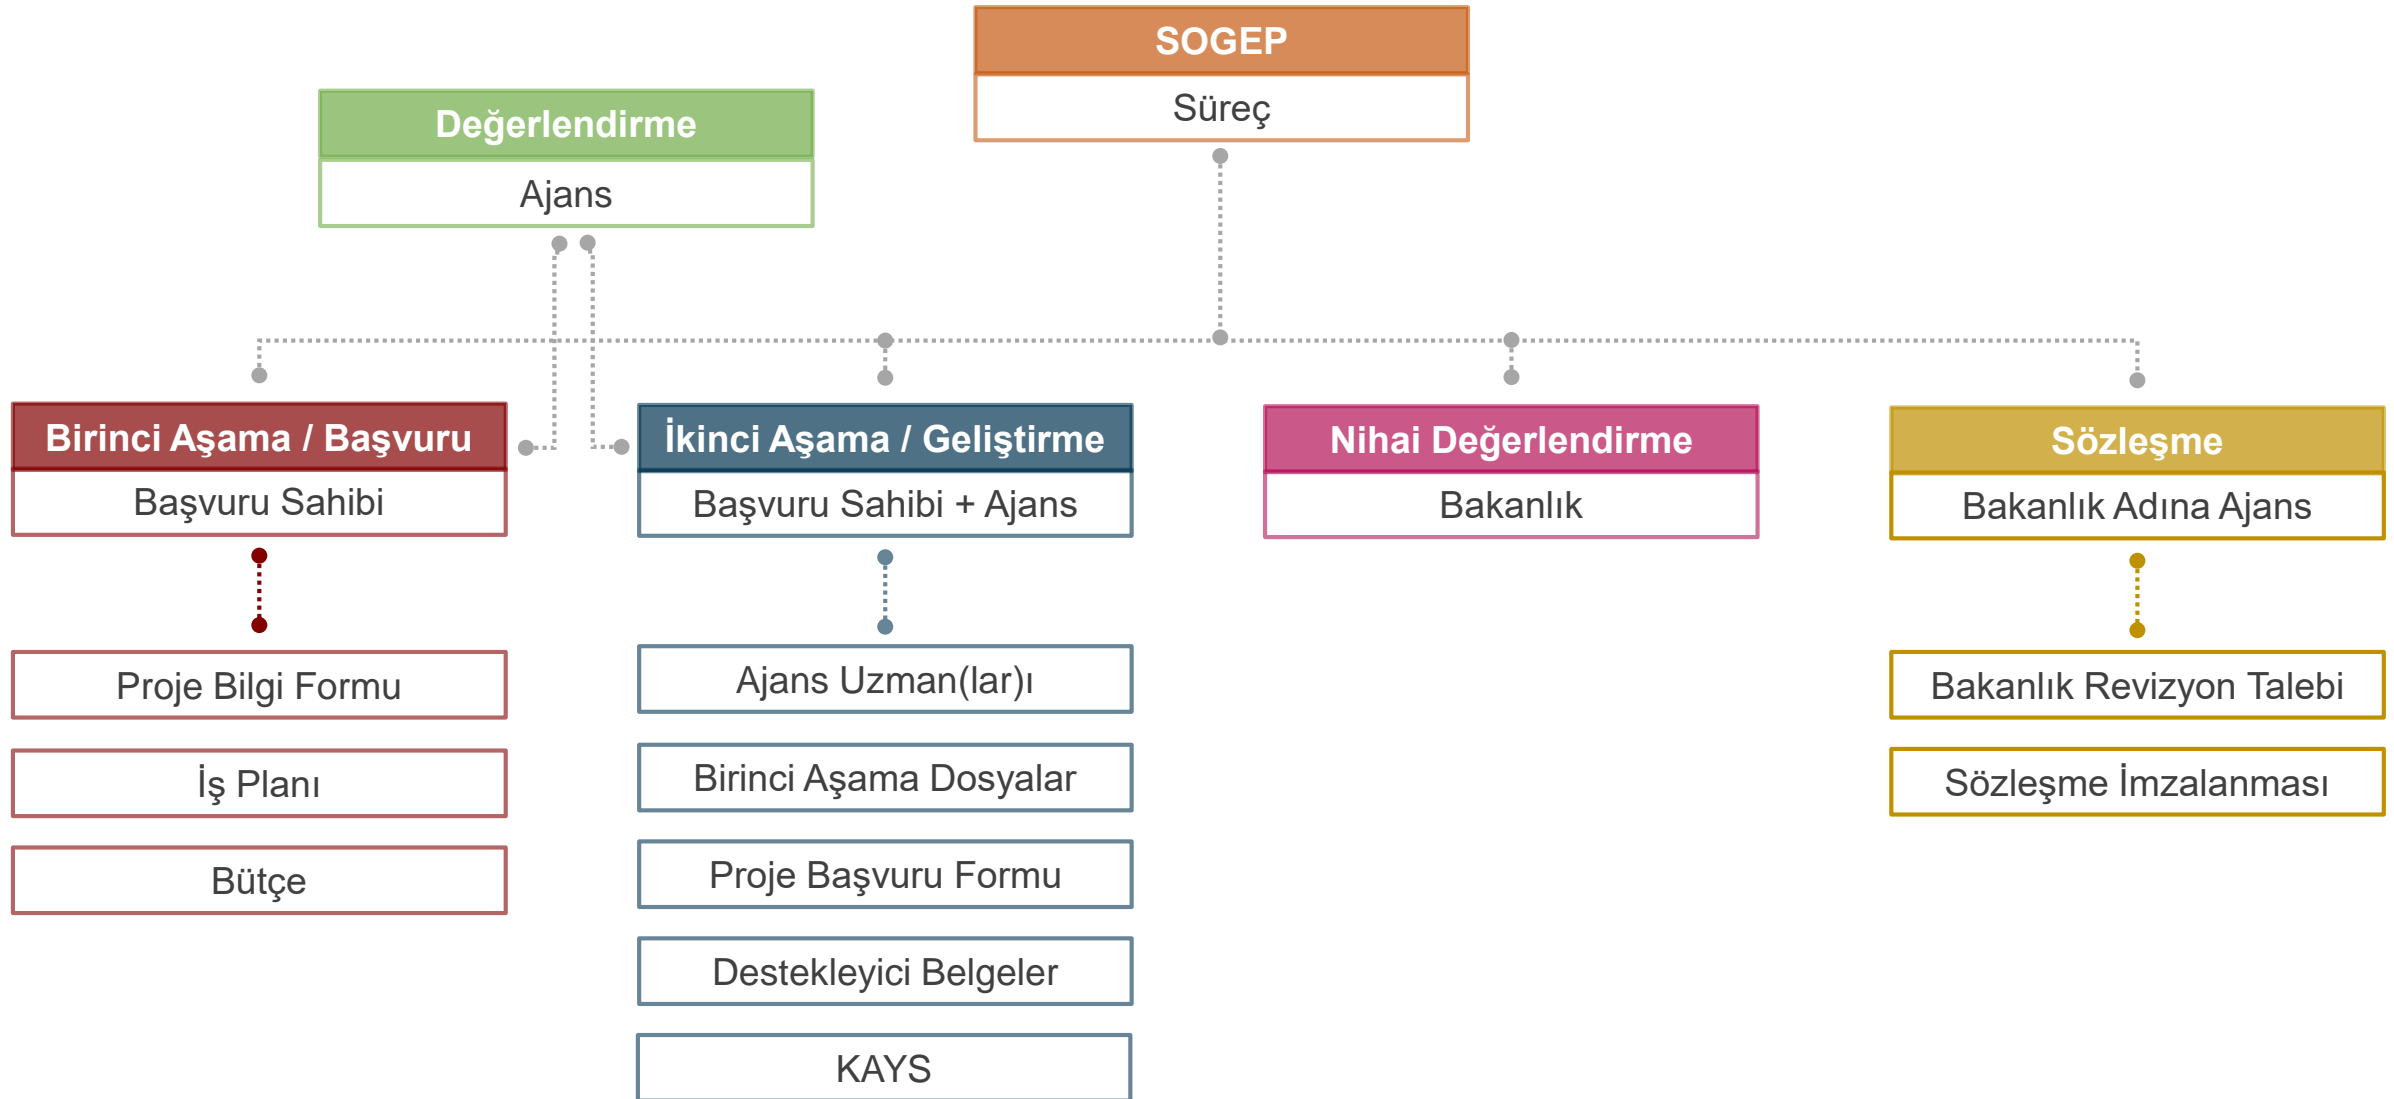 SOGEP
Süreç
Değerlendirme
Ajans
Birinci Aşama / Başvuru
Başvuru Sahibi
Proje Bilgi Formu
İş Planı
Bütçe
İkinci Aşama / Geliştirme
Başvuru Sahibi + Ajans
Ajans Uzman(lar)ı
Birinci Aşama Dosyalar
Proje Başvuru Formu
Destekleyici Belgeler
KAYS
Nihai Değerlendirme
Bakanlık
Sözleşme
Bakanlık Adına Ajans
Bakanlık Revizyon Talebi
Sözleşme İmzalanması